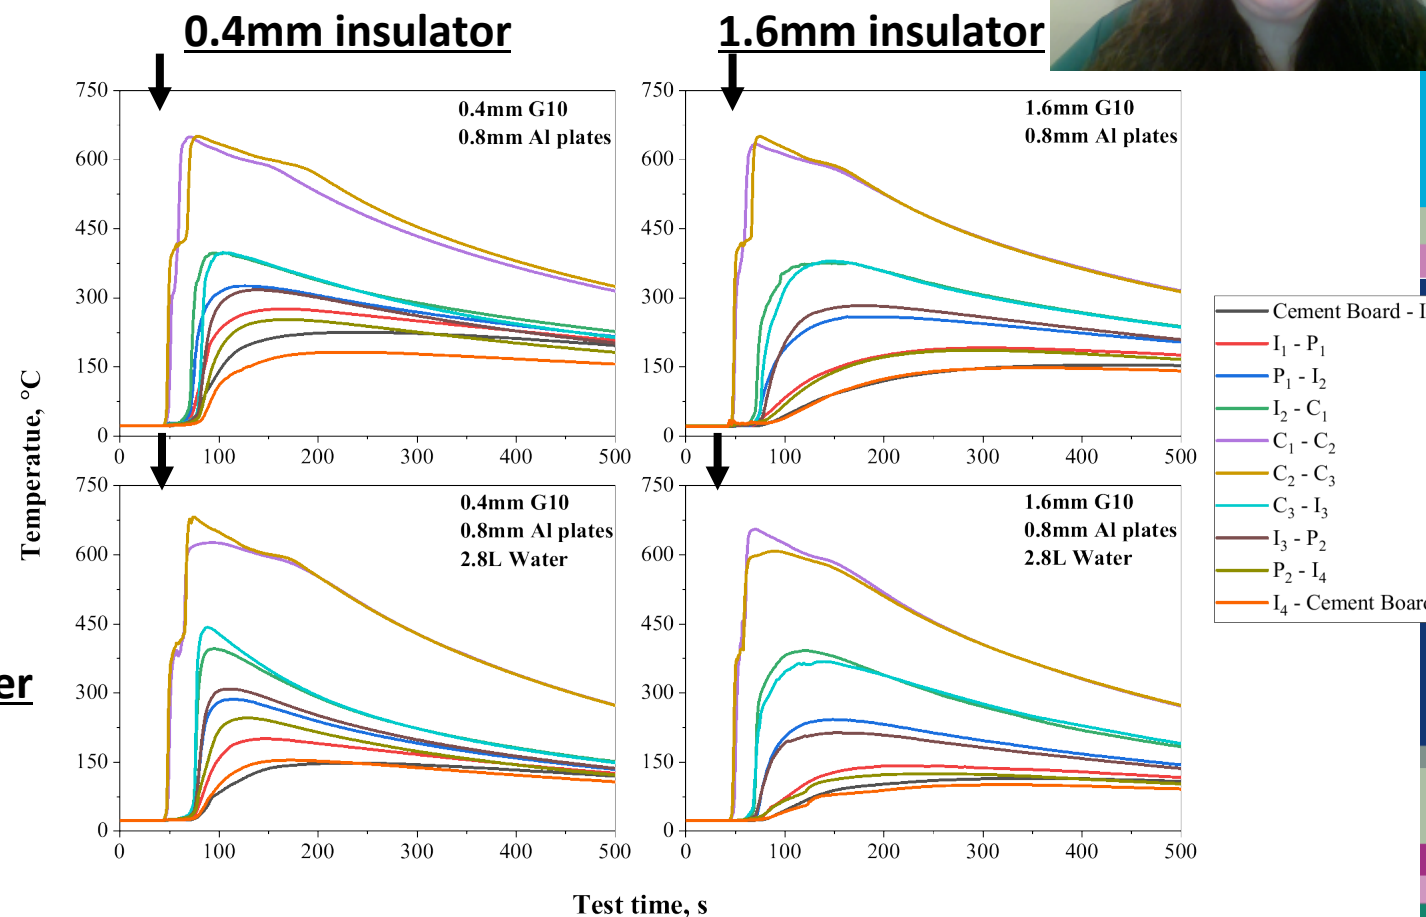 0.4mm insulator
1.6mm insulator
750
600
450
300
150
0
0 100 200 300 400 500
0.4mm G10
0.8mm Al plates
750
600
450
300
150
0
0 100 200 300 400 500
1.6mm G10
0.8mm Al plates
750
600
450
300
150
0
0 100 200 300 400 500
0.4mm G10
0.8mm Al plates
2.8L Water
750
600
450
300
150
0
0 100 200 300 400 500
1.6mm G10
0.8mm Al plates
2.8L Water
Temperatue, °C
Test time, s
er
Cement Board - I
I₁ - P₁
P₁ - I₂
I₂ - C₁
C₁ - C₂
C₂ - C₃
C₃ - I₃
I₃ - P₂
P₂ - I₄
I₄ - Cement Board